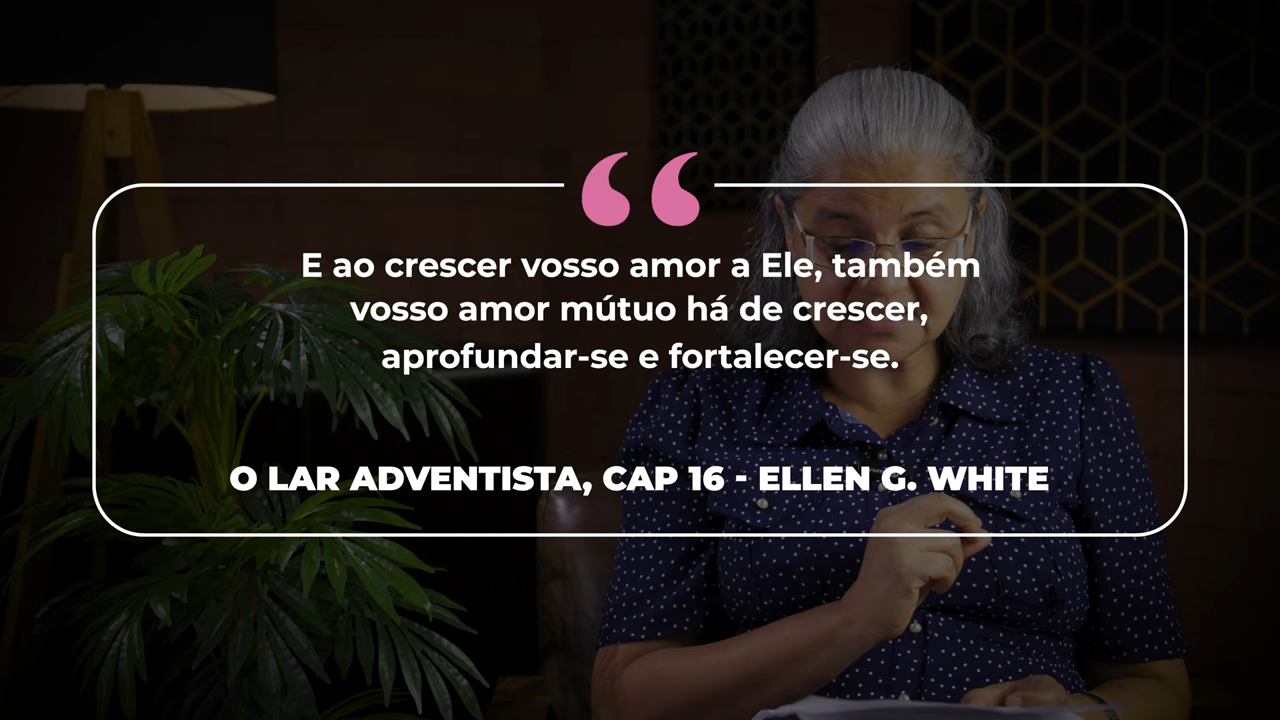 “
E ao crescer vosso amor a Ele, também
vosso amor mútuo há de crescer,
aprofundar-se e fortalecer-se.
O LAR ADVENTISTA, CAP 16 - ELLEN G. WHITE